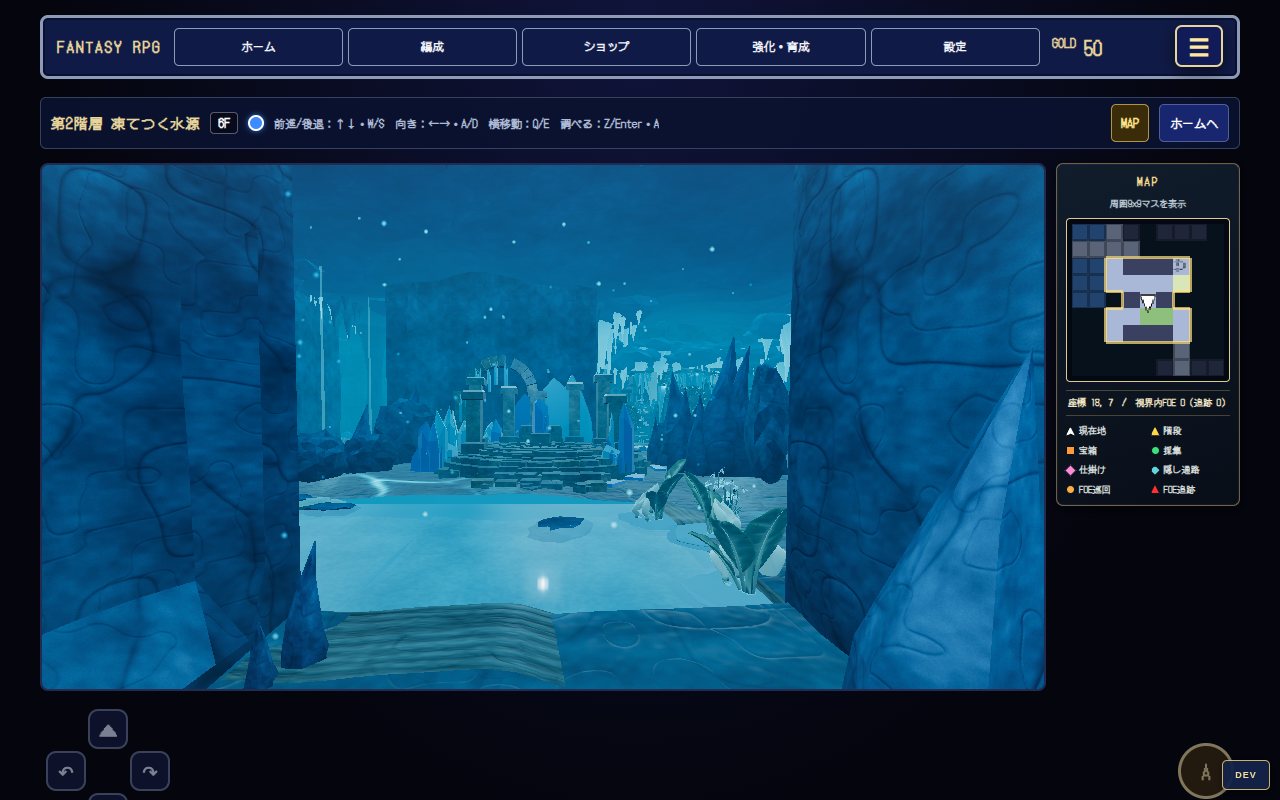 FANTASY RPG
ホーム
編成
ショップ
強化・育成
設定
GOLD 50
第2階層 凍てつく水源
6F
前進/後退：↑↓・W/S 向き：←→・A/D 横移動：Q/E 調べる：Z/Enter・A
MAP
ホームへ
MAP
周囲9x9マスを表示
座標 18, 7 / 視界内FOE 0 (追跡 0)
現在地
階段
宝箱
採集
仕掛け
隠し通路
FOE巡回
FOE追跡
A
DEV